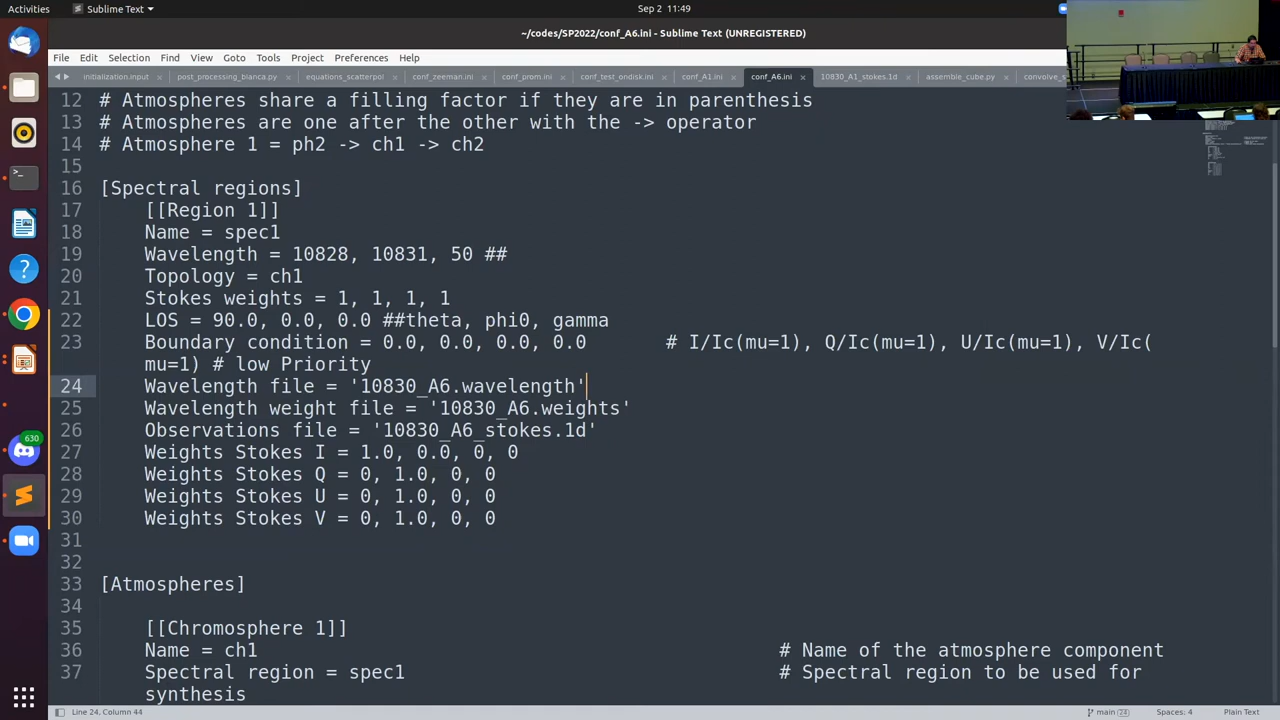 Activities
Sublime Text
Sep 2 11:49
~/codes/SP2022/conf_A6.ini - Sublime Text (UNREGISTERED)
File Edit Selection Find View Goto Tools Project Preferences Help
initialization.input
post_processing_bianca.py
equations_scatterpol
conf_zeeman.ini
conf_prom.ini
conf_test_ondisk.ini
conf_A1.ini
conf_A6.ini
10830_A1_stokes.1d
assemble_cube.py
convolve_s
12 # Atmospheres share a filling factor if they are in parenthesis
13 # Atmospheres are one after the other with the -> operator
14 # Atmosphere 1 = ph2 -> ch1 -> ch2
15
16 [Spectral regions]
17 [[Region 1]]
18 Name = spec1
19 Wavelength = 10828, 10831, 50 ##
20 Topology = ch1
21 Stokes weights = 1, 1, 1, 1
22 LOS = 90.0, 0.0, 0.0 ##theta, phi0, gamma
23 Boundary condition = 0.0, 0.0, 0.0, 0.0 # I/Ic(mu=1), Q/Ic(mu=1), U/Ic(mu=1), V/Ic(
mu=1) # low Priority
24 Wavelength file = '10830_A6.wavelength'
25 Wavelength weight file = '10830_A6.weights'
26 Observations file = '10830_A6_stokes.1d'
27 Weights Stokes I = 1.0, 0.0, 0, 0
28 Weights Stokes Q = 0, 1.0, 0, 0
29 Weights Stokes U = 0, 1.0, 0, 0
30 Weights Stokes V = 0, 1.0, 0, 0
31
32
33 [Atmospheres]
34
35 [[Chromosphere 1]]
36 Name = ch1 # Name of the atmosphere component
37 Spectral region = spec1 # Spectral region to be used for
synthesis
630
Line 24, Column 44
main 24
Spaces: 4
Plain Text